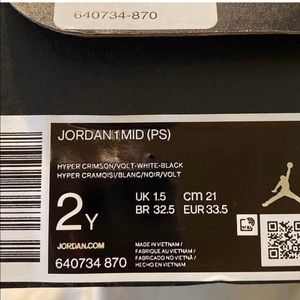 640734-870
JORDAN 1 MID (PS)
HYPER CRIMSON/VOLT-WHITE-BLACK
HYPER CRAMOISI/BLANC/NOIR/VOLT
2Y
UK 1.5 cm 21
BR 32.5 EUR 33.5
JORDAN.COM
MADE IN VIETNAM /
FABRIQUE AU VIETNAM /
FABRICADO NO VIETNÃ /
HECHO EN VIETNAM
640734 870